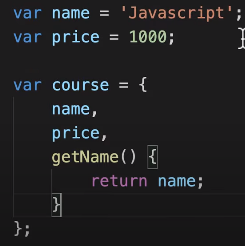 var name = 'Javascript';
var price = 1000;

var course = {
    name,
    price,
    getName() {
        return name;
    }
};